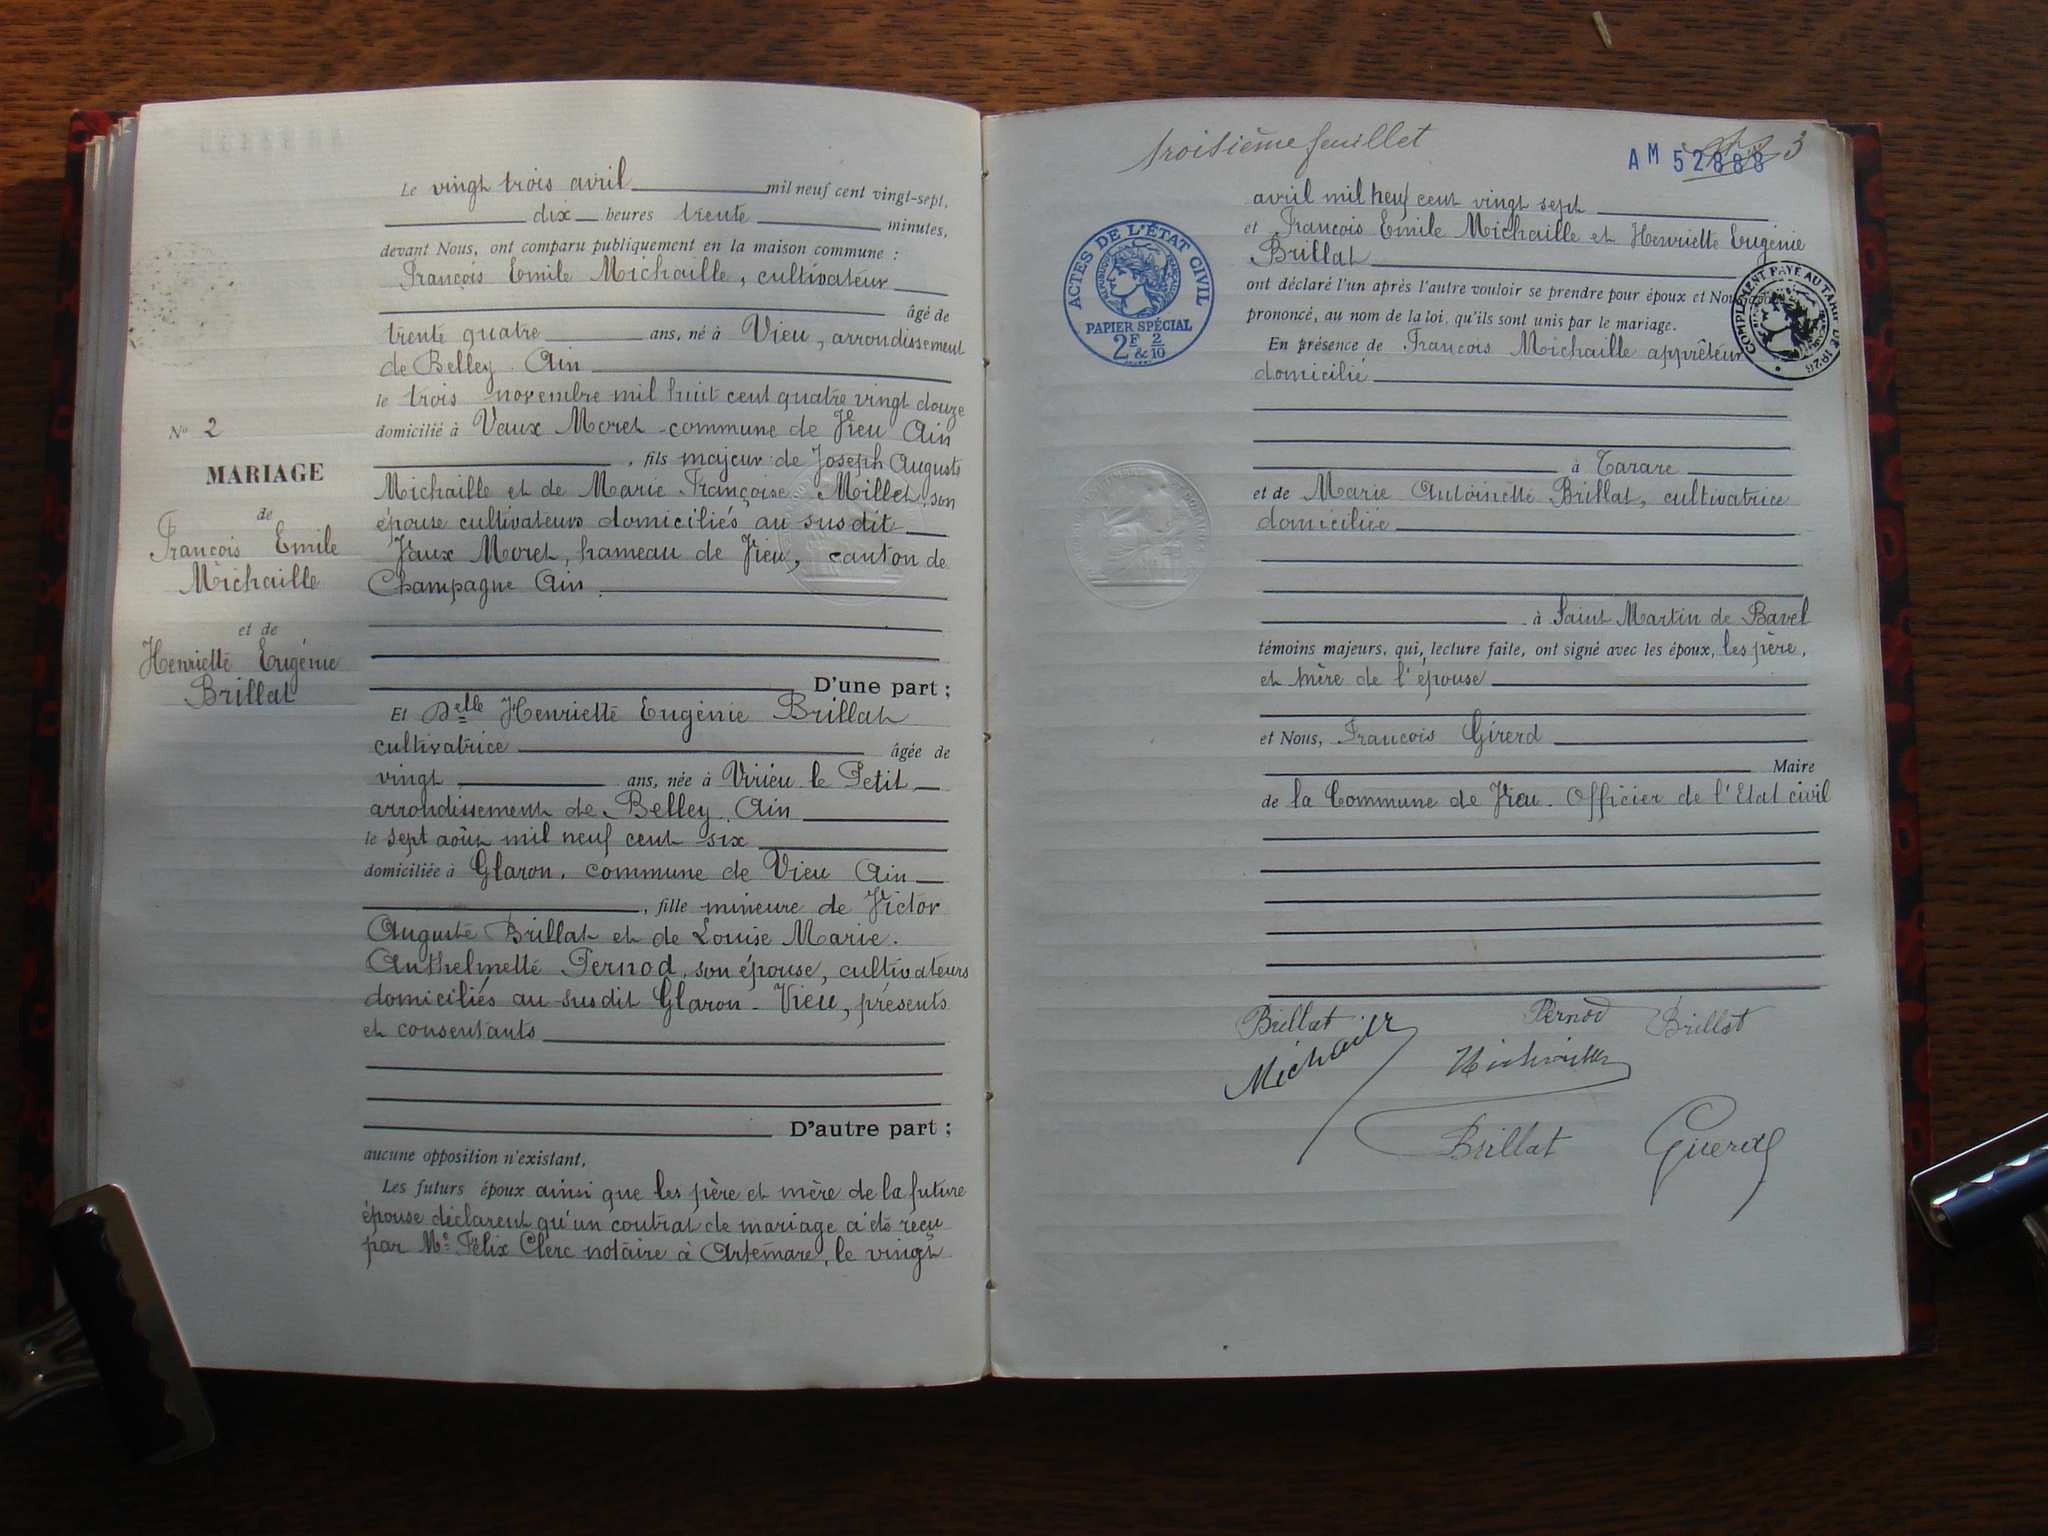 Le vingt trois avril mil neuf cent vingt-sept,
dix heures trente minutes,
devant Nous, ont comparu publiquement en la maison commune :
François Emile Michaille, cultivateur
âgé de
trente quatre ans, né à Vieu, arrondissement
de Belley. Ain
le trois novembre mil huit cent quatre vingt douze
domicilié à Vaux Moret - commune de Vieu Ain
, fils majeur de Joseph Auguste
Michaille et de Marie Françoise Millet, son
épouse cultivateurs domiciliés au susdit
Vaux Moret, hameau de Vieu, canton de
Champagne Ain.
D'une part ;
N° 2
MARIAGE
de
François Emile
Michaille
et de
Henriette Eugénie
Brillat
Et Delle Henriette Eugénie Brillat
cultivatrice âgée de
vingt ans, née à Virieu le Petit
arrondissement de Belley. Ain
le sept août mil neuf cent six
domiciliée à Glaron. commune de Vieu Ain
, fille mineure de Victor
Auguste Brillat et de Louise Marie.
Anthelmette Pernod, son épouse, cultivateurs
domiciliés au susdit Glaron - Vieu, présents
et consentants
D'autre part ;
aucune opposition n'existant,
Les futurs époux ainsi que les père et mère de la future
épouse déclarent qu'un contrat de mariage a été reçu
par Me Félix Clerc notaire à Artemare, le vingt
troisième feuillet
AM 52888 3
avril mil neuf cent vingt sept
et François Emile Michaille et Henriette Eugénie
Brillat
ont déclaré l'un après l'autre vouloir se prendre pour époux et Nous avons
prononcé, au nom de la loi, qu'ils sont unis par le mariage.
En présence de François Michaille apprêteur
domicilié
à Tarare
et de Marie Antoinette Brillat, cultivatrice
domiciliée
à Saint Martin de Bavel
témoins majeurs, qui, lecture faite, ont signé avec les époux, les père,
et mère de l'épouse
et Nous, François Girerd
Maire
de la Commune de Vieu. Officier de l'Etat civil
ACTES DE L'ÉTAT CIVIL
PAPIER SPÉCIAL
2F & 2/10
COMPLÉMENT PAYÉ AU TARIF DE 1926
Brillat Pernod Brillat
Michaille Michaille
Brillat